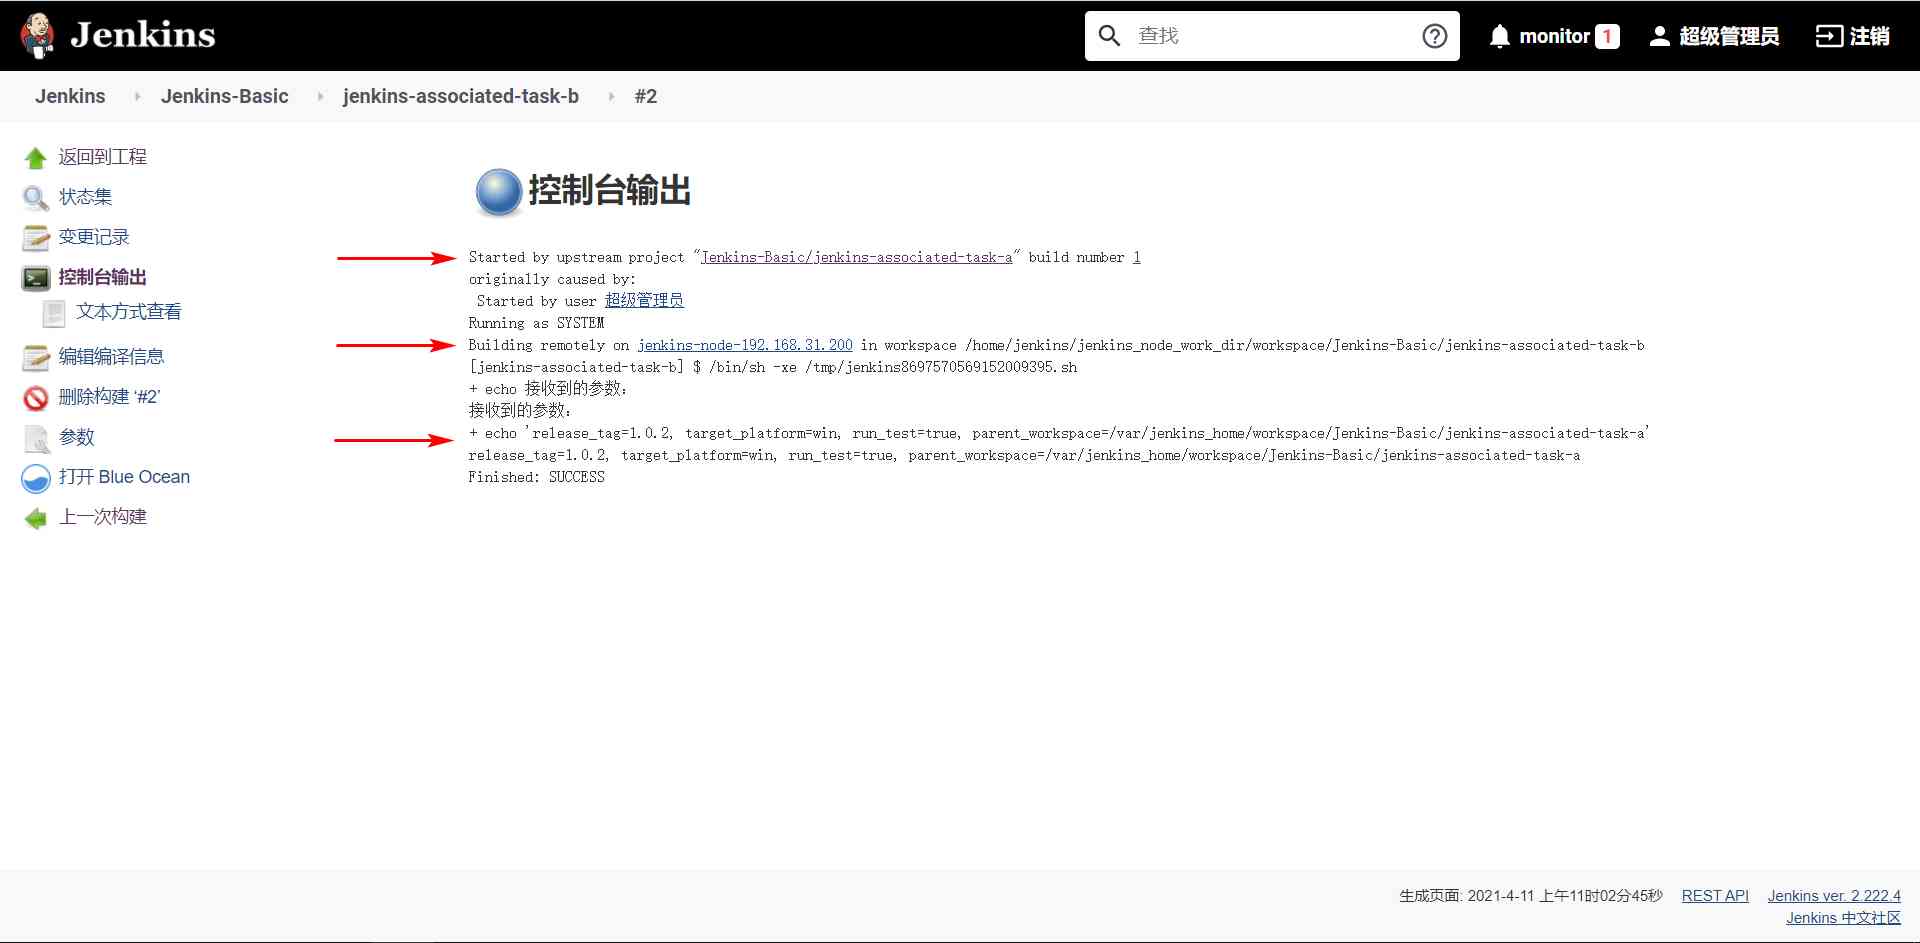 Jenkins
查找
monitor 1
超级管理员
注销
Jenkins
Jenkins-Basic
jenkins-associated-task-b
#2
返回到工程
状态集
变更记录
控制台输出
文本方式查看
编辑编译信息
删除构建 ‘#2’
参数
打开 Blue Ocean
上一次构建
控制台输出
Started by upstream project "Jenkins-Basic/jenkins-associated-task-a" build number 1
originally caused by:
Started by user 超级管理员
Running as SYSTEM
Building remotely on jenkins-node-192.168.31.200 in workspace /home/jenkins/jenkins_node_work_dir/workspace/Jenkins-Basic/jenkins-associated-task-b
[jenkins-associated-task-b] $ /bin/sh -xe /tmp/jenkins8697570569152009395.sh
+ echo 接收到的参数：
接收到的参数：
+ echo 'release_tag=1.0.2, target_platform=win, run_test=true, parent_workspace=/var/jenkins_home/workspace/Jenkins-Basic/jenkins-associated-task-a'
release_tag=1.0.2, target_platform=win, run_test=true, parent_workspace=/var/jenkins_home/workspace/Jenkins-Basic/jenkins-associated-task-a
Finished: SUCCESS
生成页面: 2021-4-11 上午11时02分45秒
REST API
Jenkins ver. 2.222.4
Jenkins 中文社区